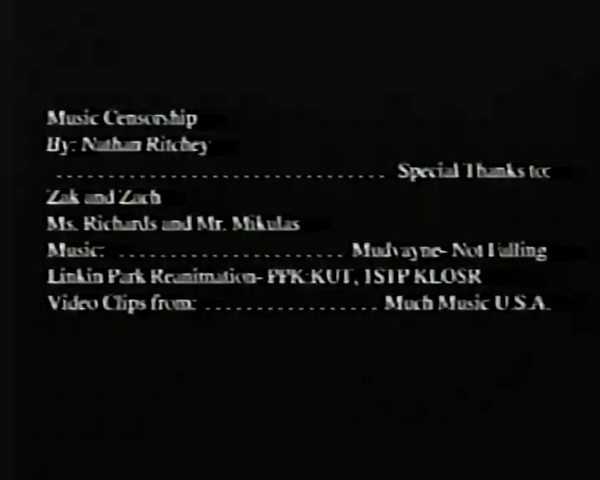 Music Censorship
By: Nathan Ritchey
................................ Special Thanks to:
Zak and Zach
Ms. Richards and Mr. Mikulas
Music: ...................... Mudvayne- Not Falling
Linkin Park Reanimation- PPK:KUT, 1STP KLOSR
Video Clips from: ................. Much Music U.S.A.